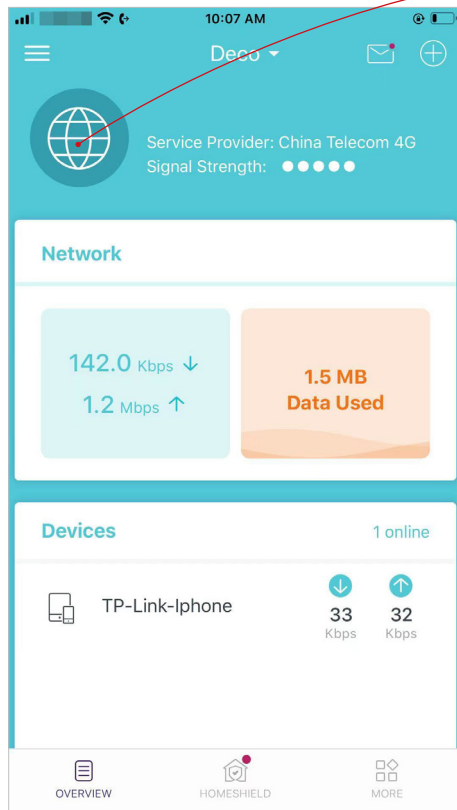 10:07 AM
Deco
Service Provider: China Telecom 4G
Signal Strength:
Network
142.0 Kbps ↓
1.2 Mbps ↑
1.5 MB
Data Used
Devices
1 online
TP-Link-Iphone
33
Kbps
32
Kbps
OVERVIEW
HOMESHIELD
MORE